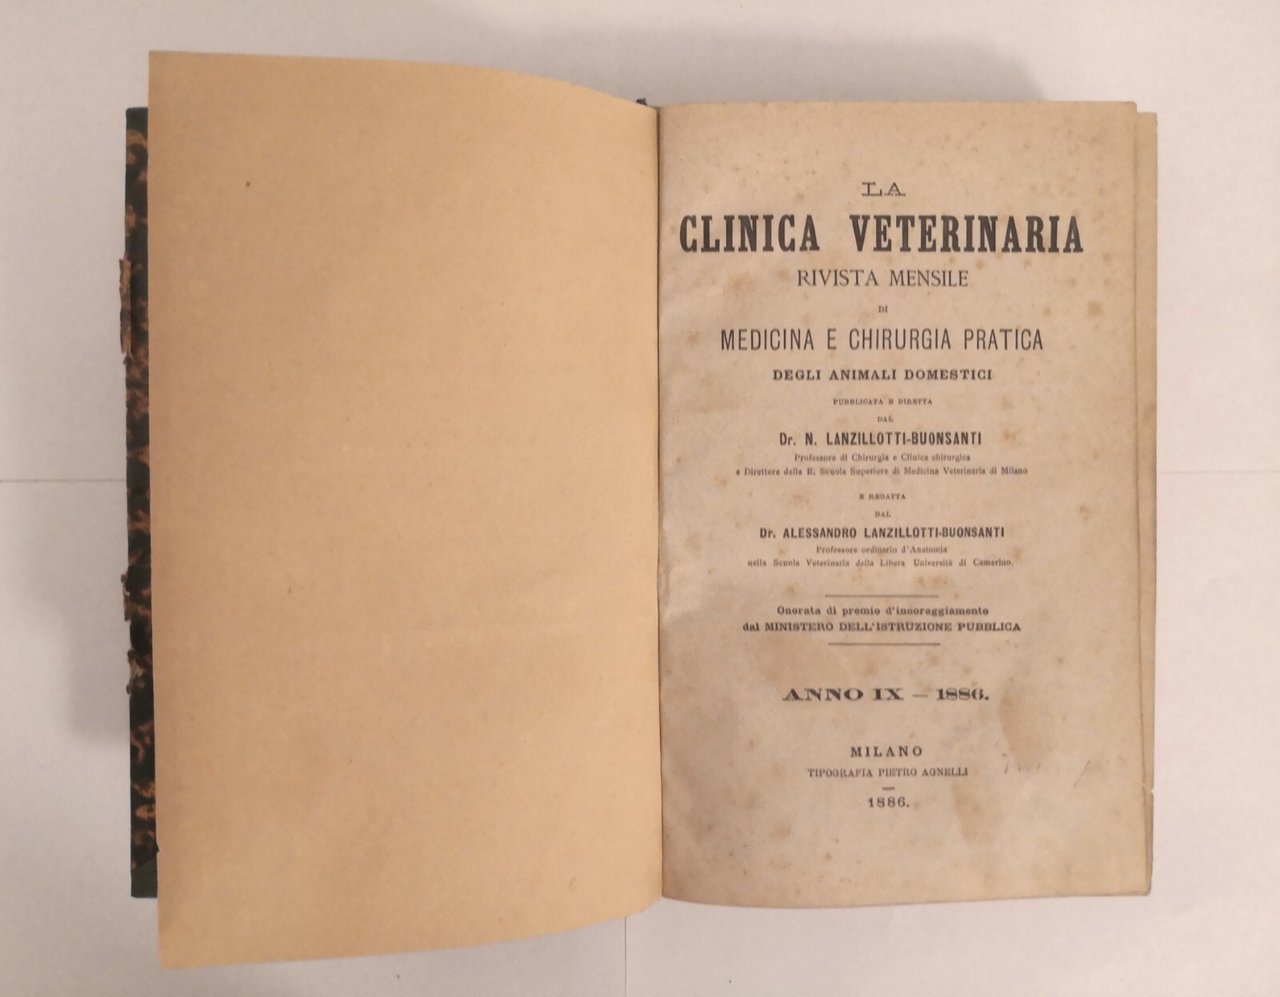 LA
CLINICA VETERINARIA
RIVISTA MENSILE
DI
MEDICINA E CHIRURGIA PRATICA
DEGLI ANIMALI DOMESTICI
PUBBLICATA E DIRETTA
DAL
Dr. N. LANZILLOTTI-BUONSANTI
Professore di Chirurgia e Clinica chirurgica
e Direttore della R. Scuola Superiore di Medicina Veterinaria di Milano
E REDATTA
DAL
Dr. ALESSANDRO LANZILLOTTI-BUONSANTI
Professore ordinario d'Anatomia
nella Scuola Veterinaria della Libera Università di Camerino.
Onorata di premio d'incoraggiamento
dal MINISTERO DELL'ISTRUZIONE PUBBLICA
ANNO IX — 1886.
MILANO
TIPOGRAFIA PIETRO AGNELLI
1886.